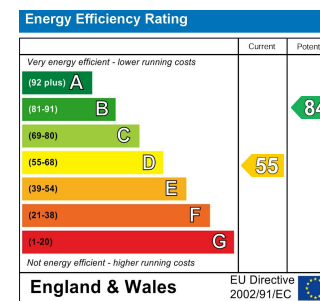 Energy Efficiency Rating
Current
Very energy efficient - lower running costs
(92 plus) A
(81-91) B
84
(69-80) C
(55-68) D
55
(39-54) E
(21-38) F
(1-20) G
Not energy efficient - higher running costs
England & Wales
EU Directive
2002/91/EC